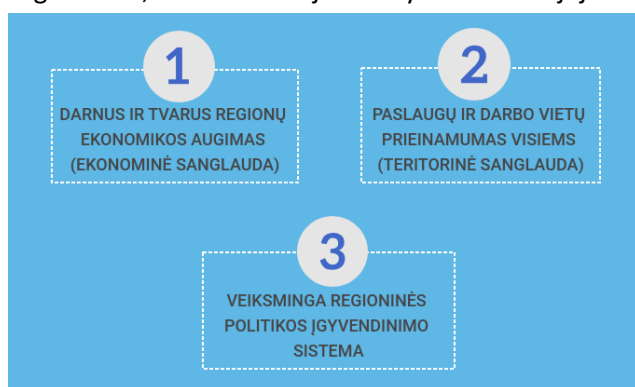 1
DARNUS IR TVARUS REGIONŲ
EKONOMIKOS AUGIMAS
(EKONOMINĖ SANGLAUDA)
2
PASLAUGŲ IR DARBO VIETŲ
PRIEINAMUMAS VISIEMS
(TERITORINĖ SANGLAUDA)
3
VEIKSMINGA REGIONINĖS
POLITIKOS ĮGYVENDINIMO
SISTEMA